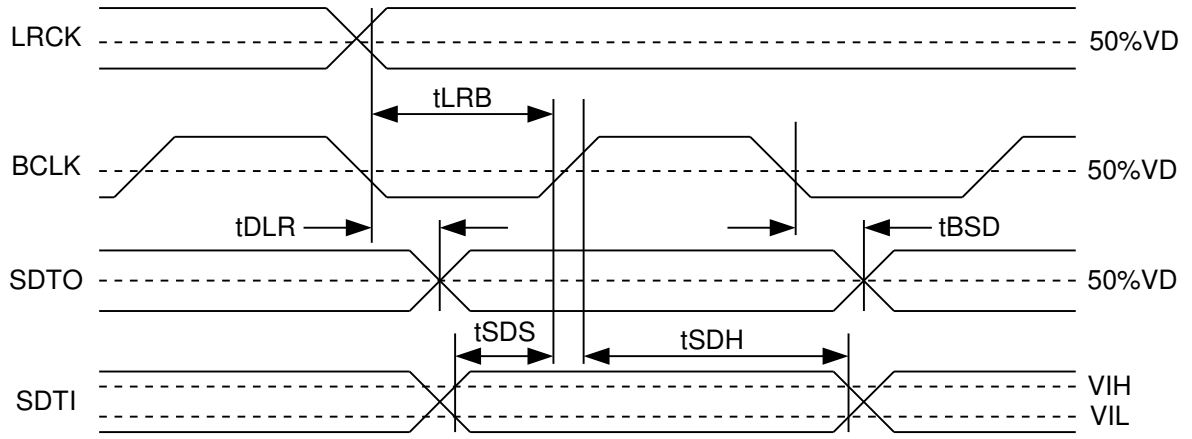 LRCK
50%VD
tLRB
BCLK
50%VD
tDLR
tBSD
SDTO
50%VD
tSDS
tSDH
SDTI
VIH
VIL